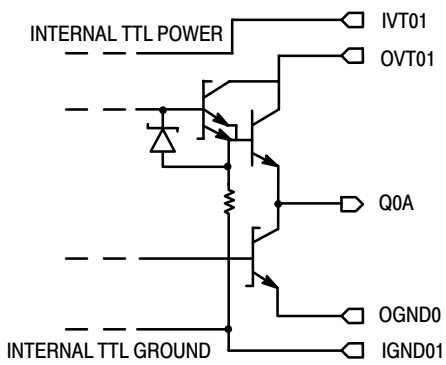 INTERNAL TTL POWER
IVT01
OVT01
Q0A
OGND0
INTERNAL TTL GROUND
IGND01